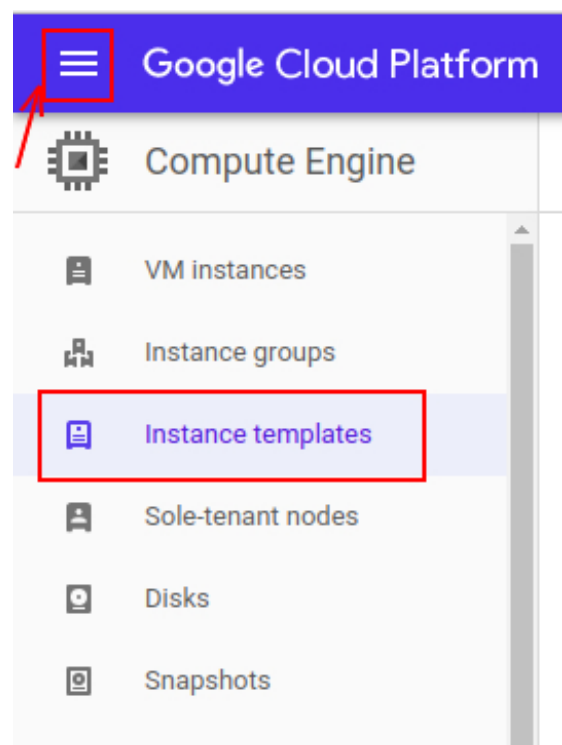 Google Cloud Platform
Compute Engine
VM instances
Instance groups
Instance templates
Sole-tenant nodes
Disks
Snapshots